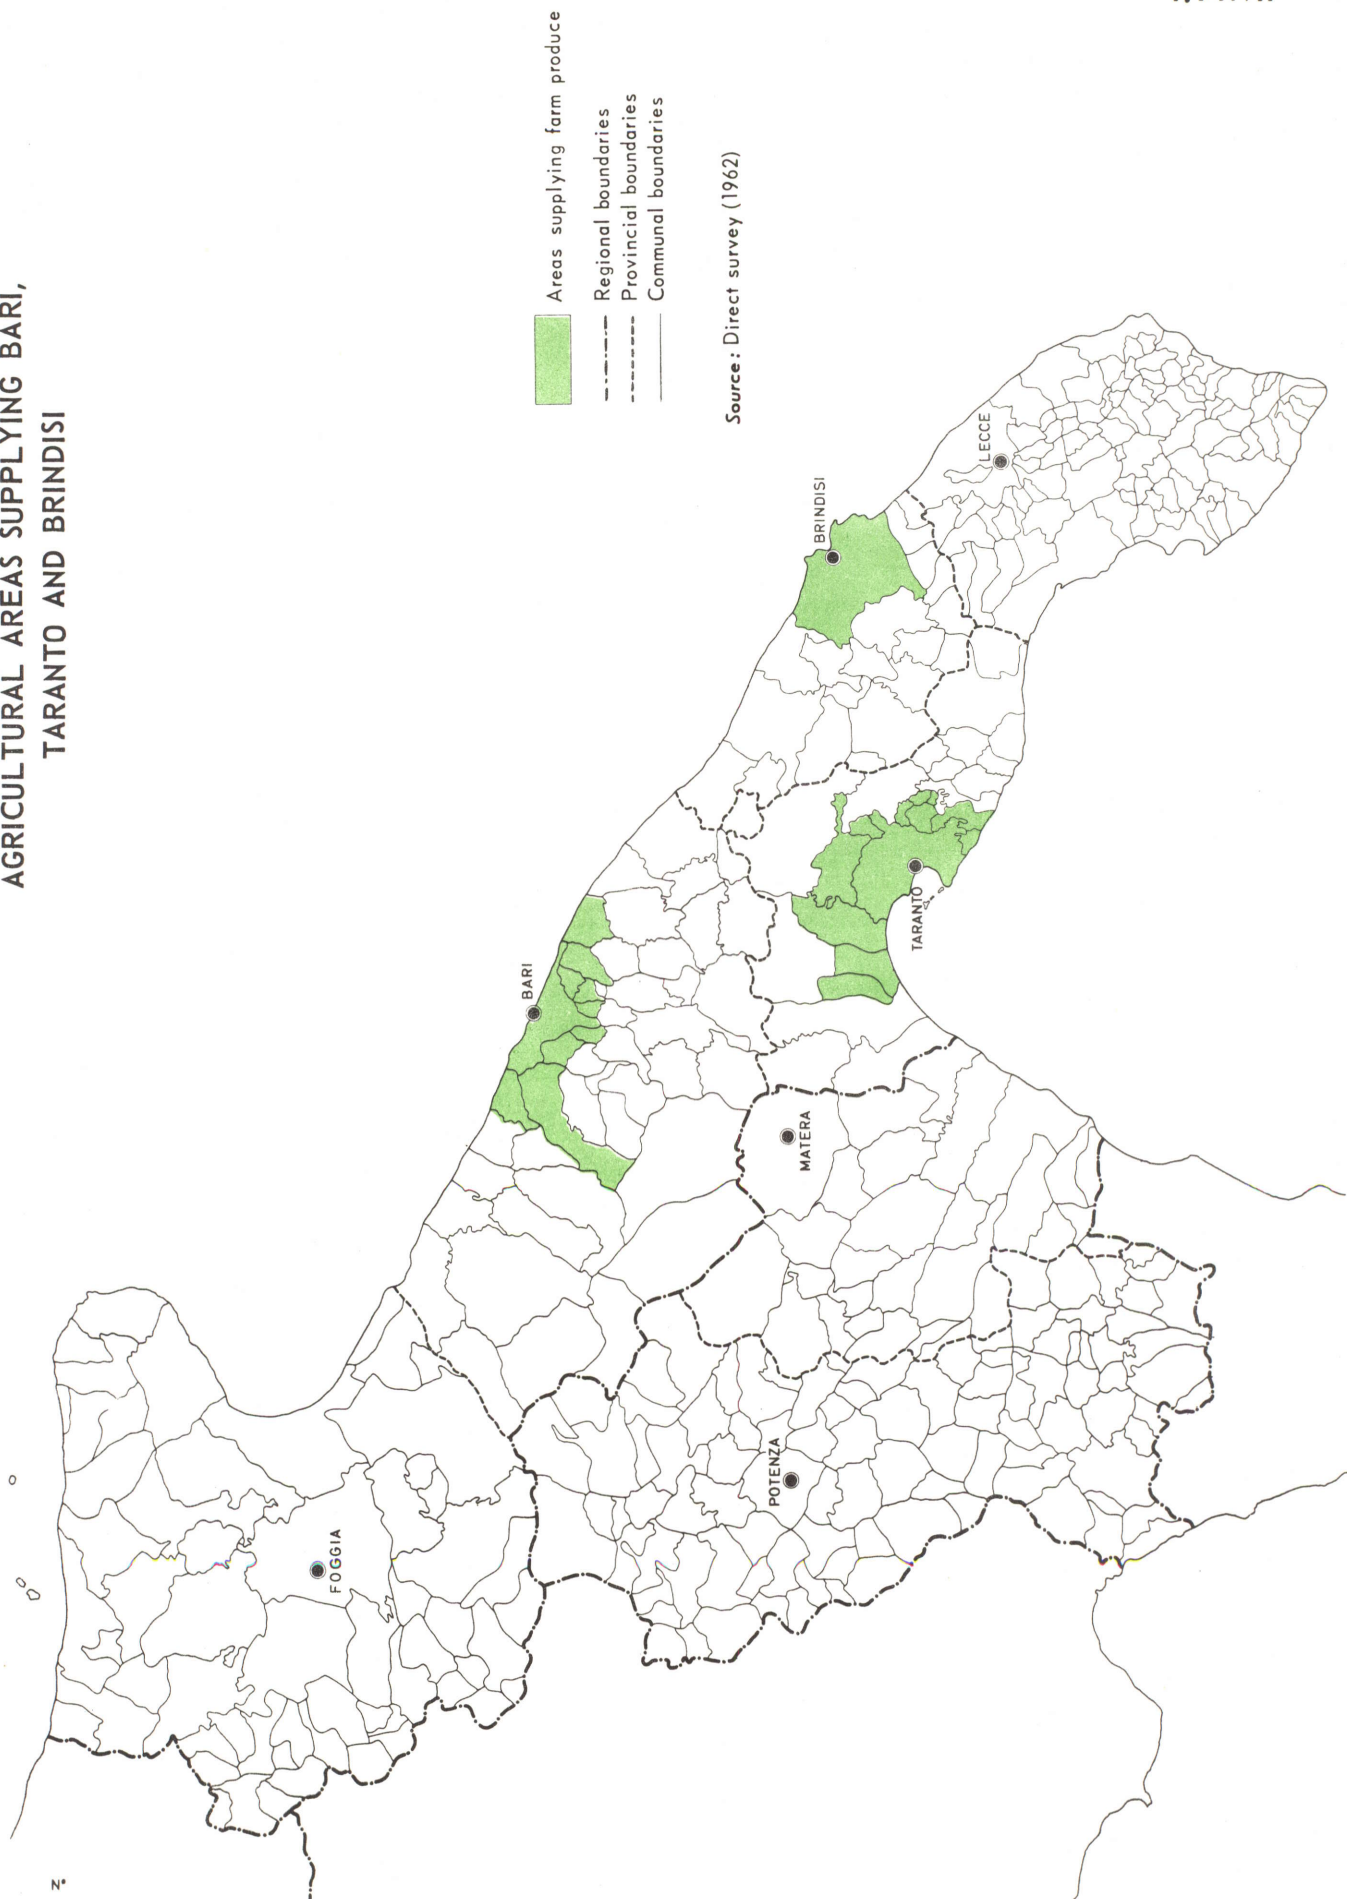 AGRICULTURAL AREAS SUPPLYING BARI,
TARANTO AND BRINDISI
Areas supplying farm produce
Regional boundaries
Provincial boundaries
Communal boundaries
Source: Direct survey (1962)
BARI
BRINDISI
LECCE
TARANTO
MATERA
FOGGIA
POTENZA
N°